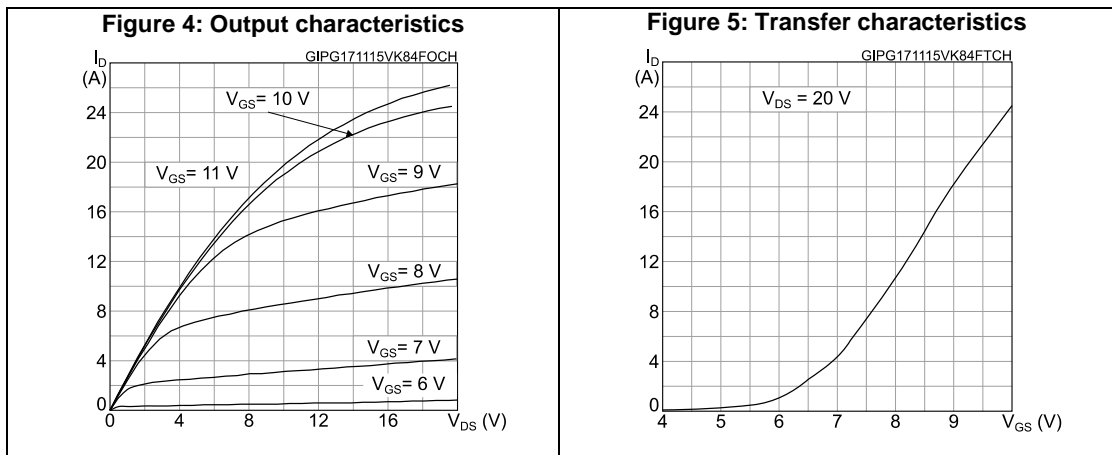 Figure 4: Output characteristics
GIPG171115VK84FOCH
I_D
(A)
24
20
16
12
8
4
0
V_GS= 10 V
V_GS= 11 V
V_GS= 9 V
V_GS= 8 V
V_GS= 7 V
V_GS= 6 V
0 4 8 12 16 V_DS (V)
Figure 5: Transfer characteristics
GIPG171115VK84FTCH
I_D
(A)
24
20
16
12
8
4
0
V_DS = 20 V
4 5 6 7 8 9 V_GS (V)